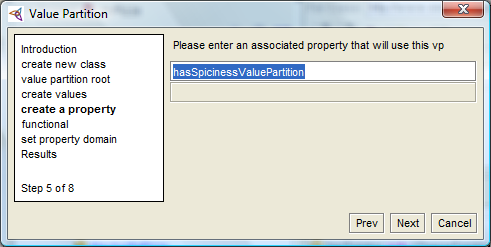 Value Partition
Introduction
create new class
value partition root
create values
create a property
functional
set property domain
Results
Step 5 of 8
Please enter an associated property that will use this vp
hasSpicinessValuePartition
Prev
Next
Cancel